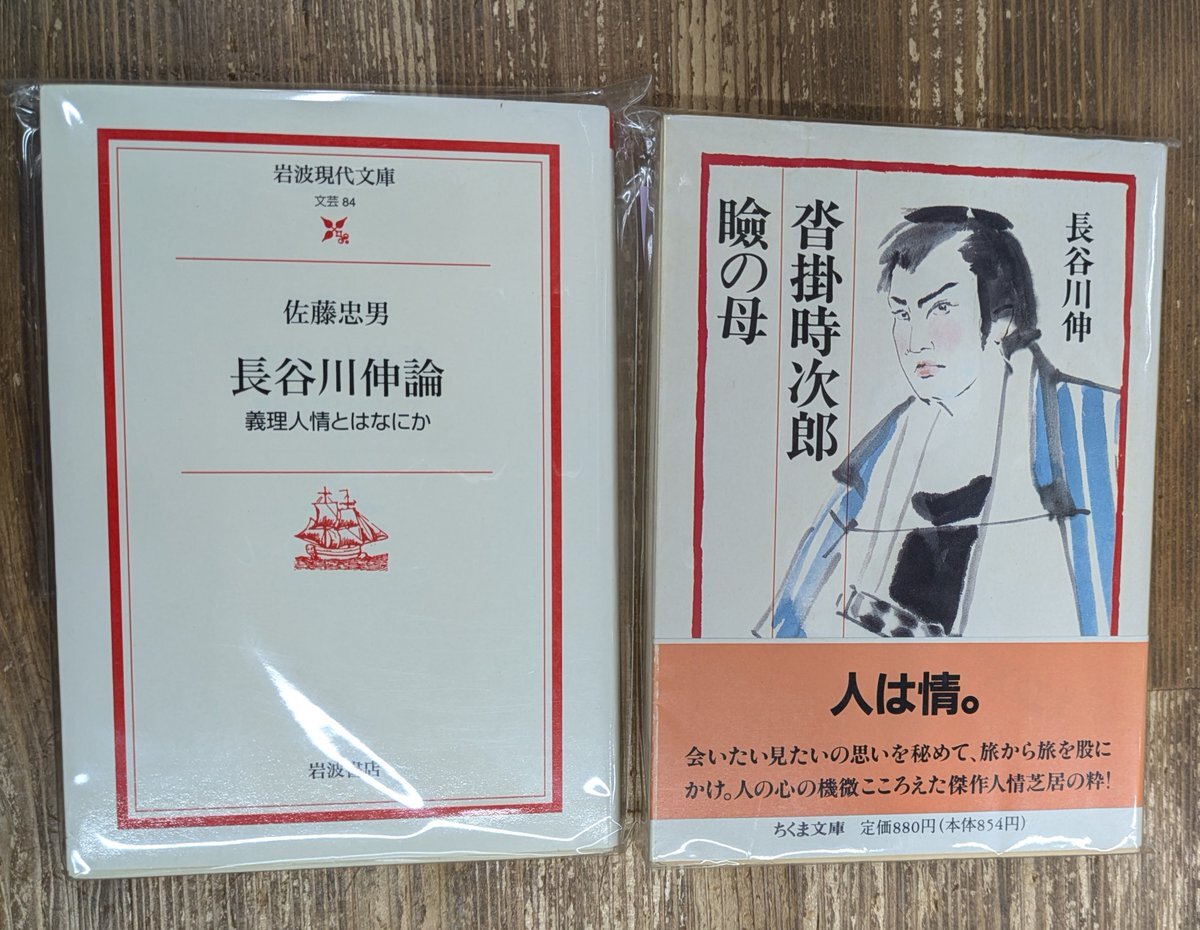 岩波現代文庫
文芸 84
佐藤忠男
長谷川伸論
義理人情とはなにか
岩波書店
長谷川伸
沓掛時次郎
瞼の母
人は情。
会いたい見たいの思いを秘めて、旅から旅を股に
かけ。人の心の機微こころえた傑作人情芝居の粋!
ちくま文庫 定価880円(本体854円)